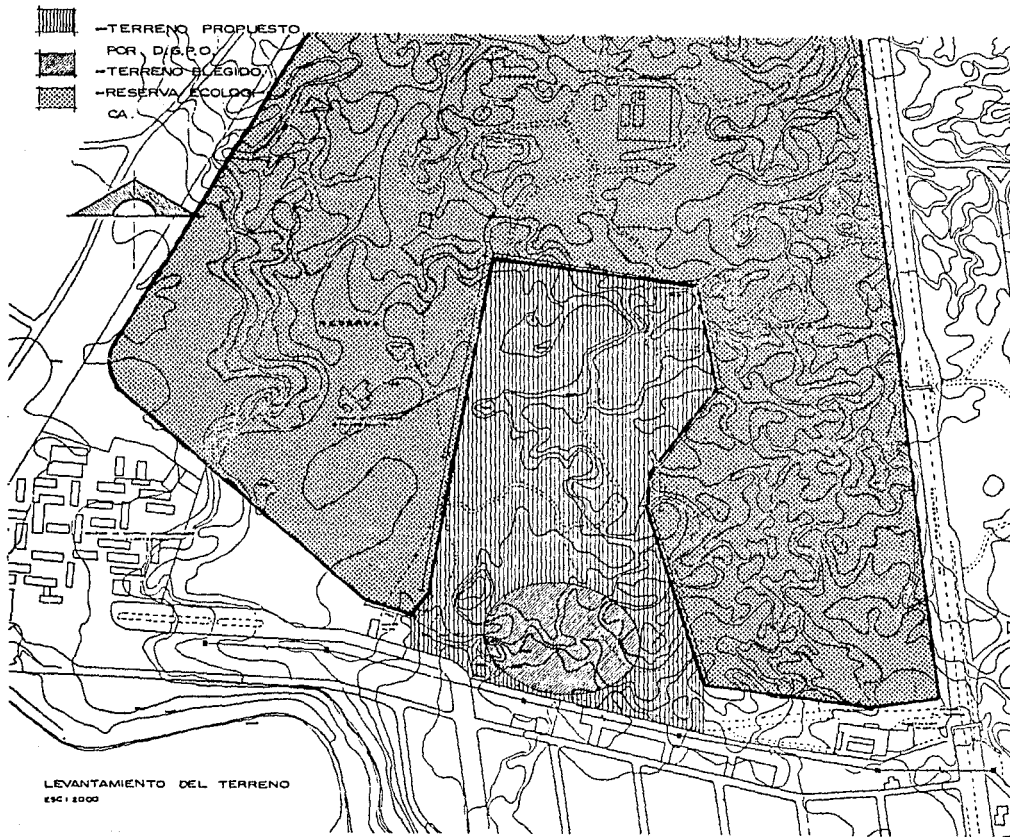 -TERRENO PROPUESTO
POR D.G.P.O.
-TERRENO ELEGIDO.
-RESERVA ECOLOGI-
CA.
RESERVA
LEVANTAMIENTO DEL TERRENO
ESC 1:2000